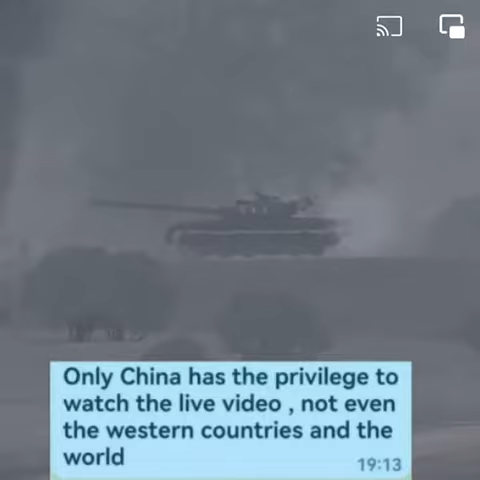 Only China has the privilege to
watch the live video , not even
the western countries and the
world
19:13